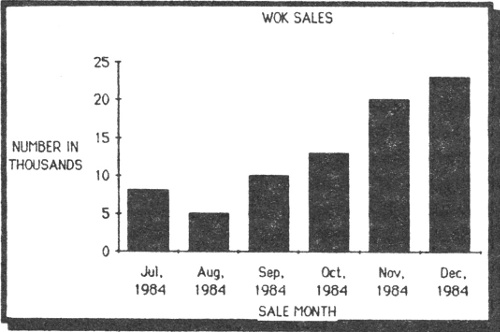 WOK SALES
25
20
15
10
5
0
NUMBER IN
THOUSANDS
Jul, Aug, Sep, Oct, Nov, Dec,
1984 1984 1984 1984 1984 1984
SALE MONTH